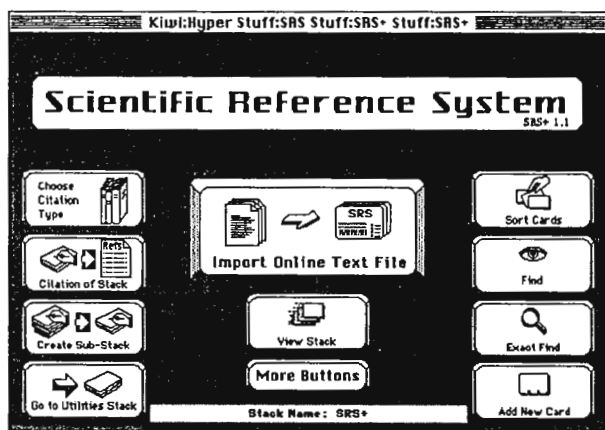 Kiwi:Hyper Stuff:SRS Stuff:SRS+ Stuff:SRS+
Scientific Reference System
SRS+ 1.1
Choose
Citation
Type
Refs
Citation of Stack
Create Sub-Stack
Go to Utilities Stack
SRS
Import Online Text File
View Stack
More Buttons
Stack Name: SRS+
Sort Cards
Find
Exact Find
Add New Card